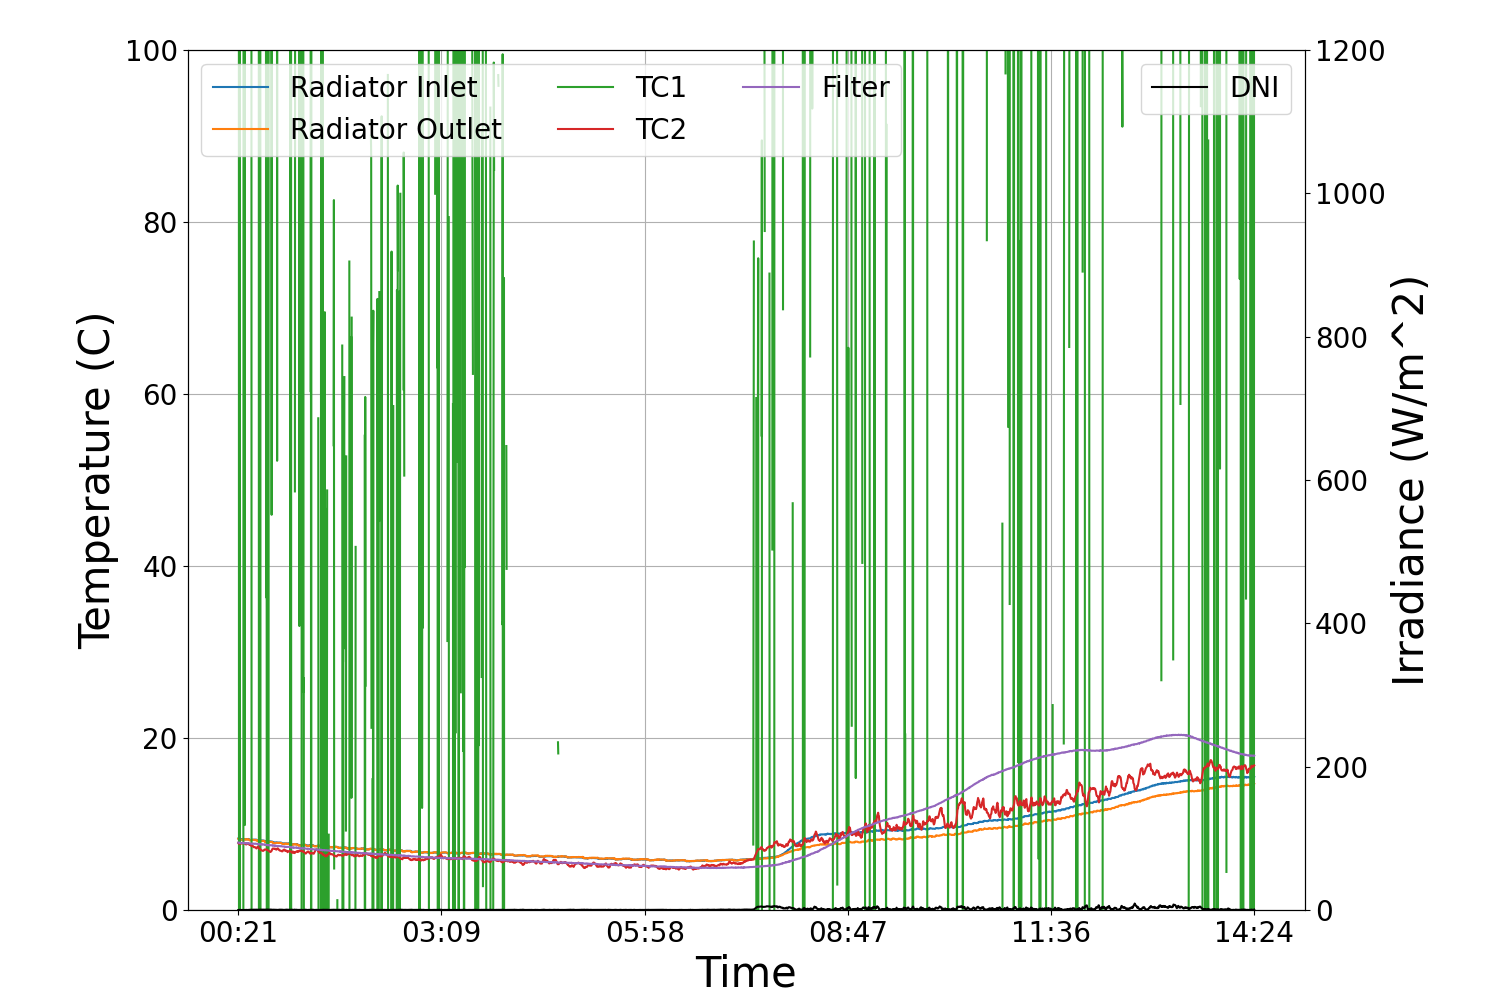 100
80
60
40
20
0
Temperature (C)
Radiator Inlet
Radiator Outlet
TC1
TC2
Filter
DNI
1200
1000
800
600
400
200
0
Irradiance (W/m^2)
00:21 03:09 05:58 08:47 11:36 14:24
Time